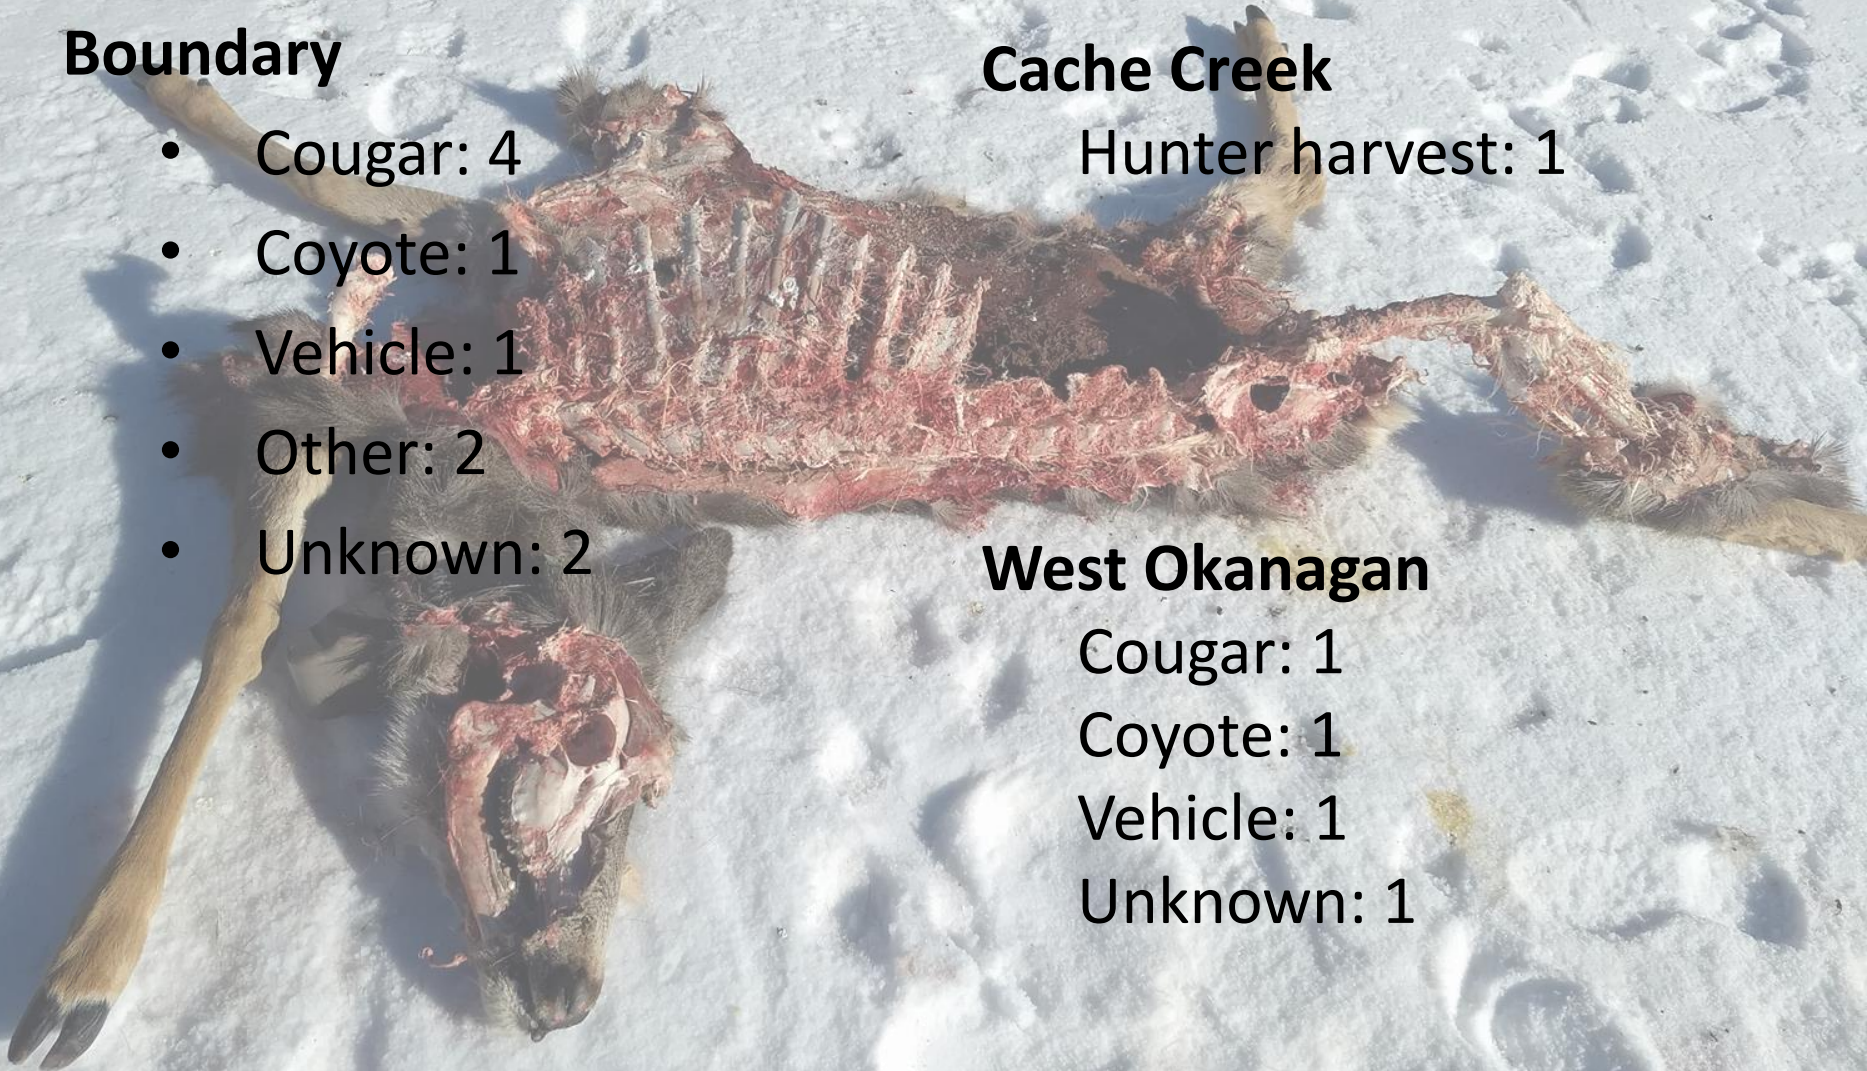 Boundary
• Cougar: 4
• Coyote: 1
• Vehicle: 1
• Other: 2
• Unknown: 2
Cache Creek
Hunter harvest: 1
West Okanagan
Cougar: 1
Coyote: 1
Vehicle: 1
Unknown: 1